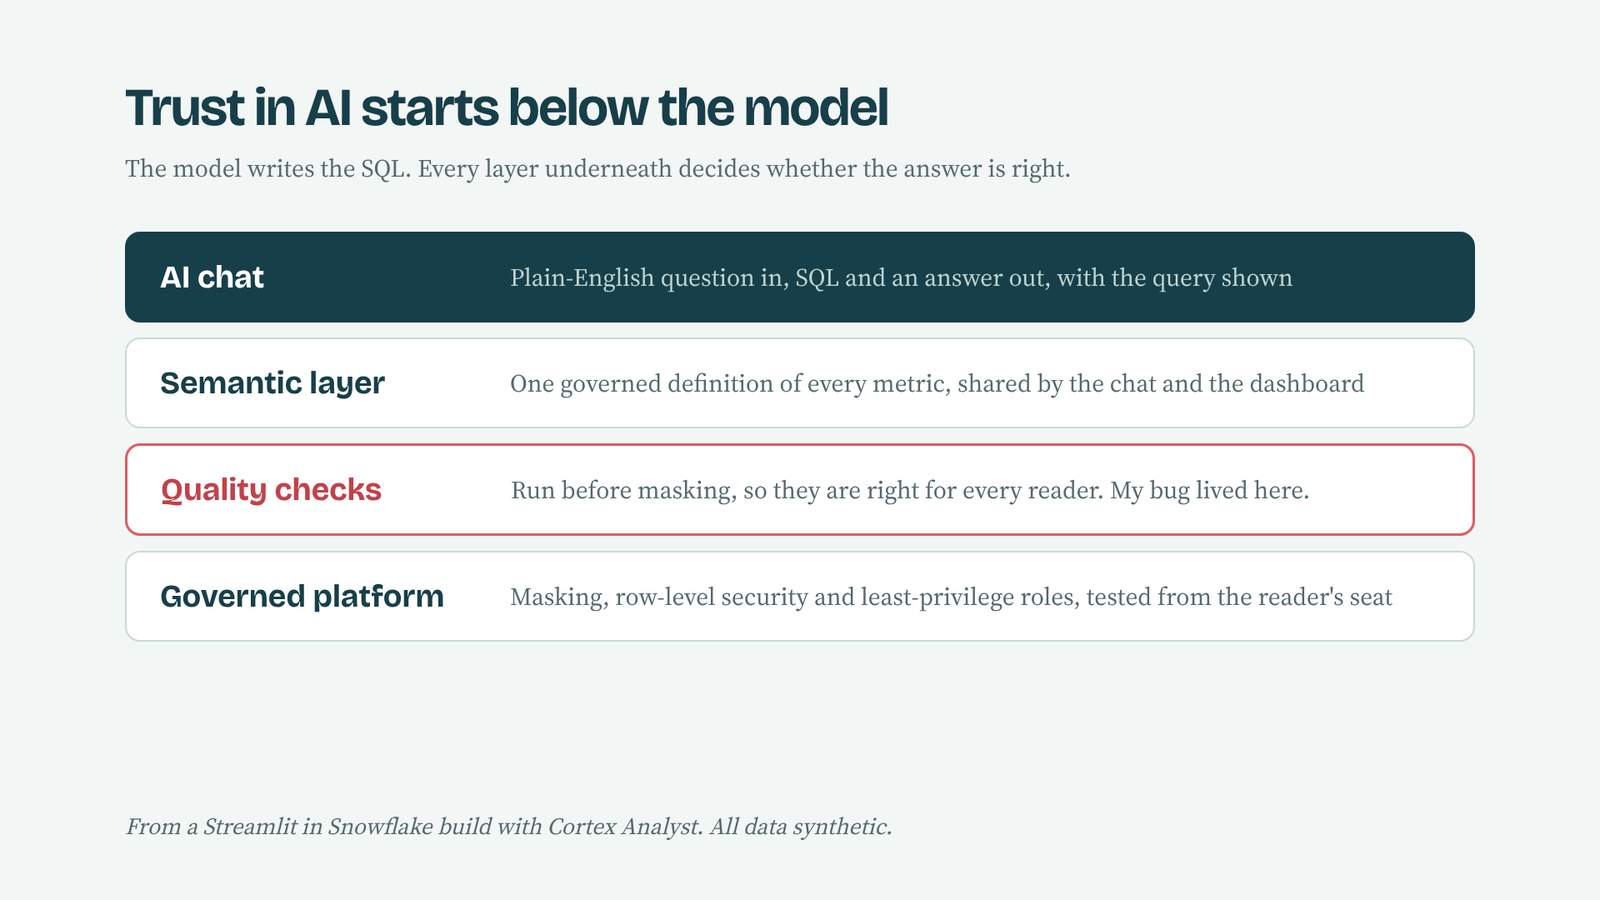 Trust in AI starts below the model
The model writes the SQL. Every layer underneath decides whether the answer is right.
AI chat
Plain-English question in, SQL and an answer out, with the query shown
Semantic layer
One governed definition of every metric, shared by the chat and the dashboard
Quality checks
Run before masking, so they are right for every reader. My bug lived here.
Governed platform
Masking, row-level security and least-privilege roles, tested from the reader's seat
From a Streamlit in Snowflake build with Cortex Analyst. All data synthetic.